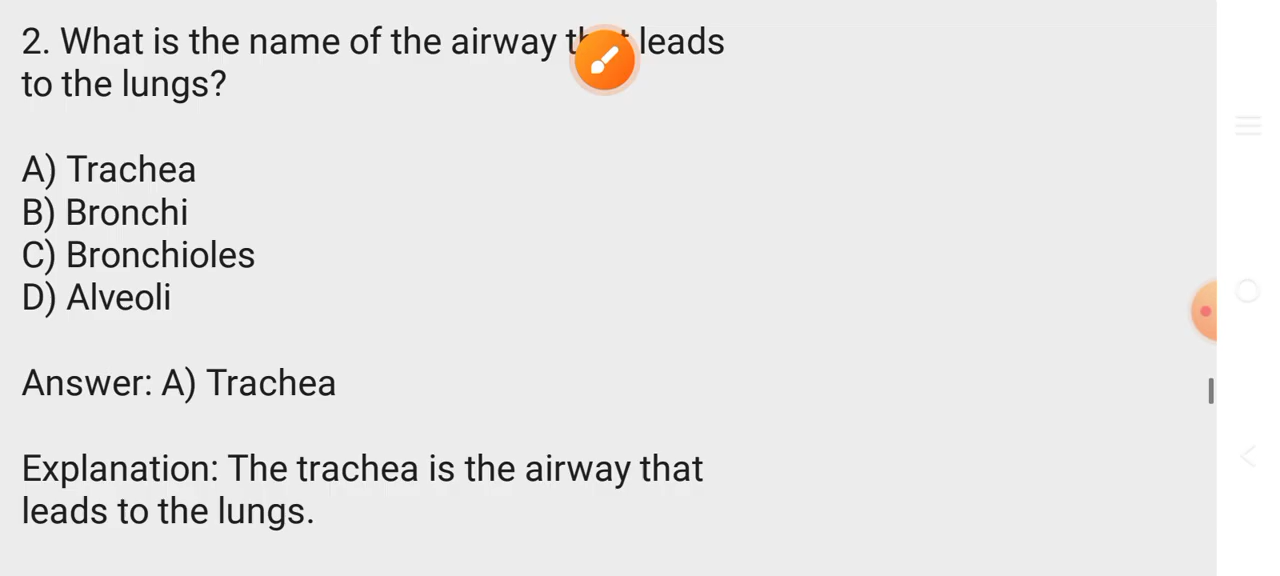 2. What is the name of the airway that leads
to the lungs?
A) Trachea
B) Bronchi
C) Bronchioles
D) Alveoli
Answer: A) Trachea
Explanation: The trachea is the airway that
leads to the lungs.